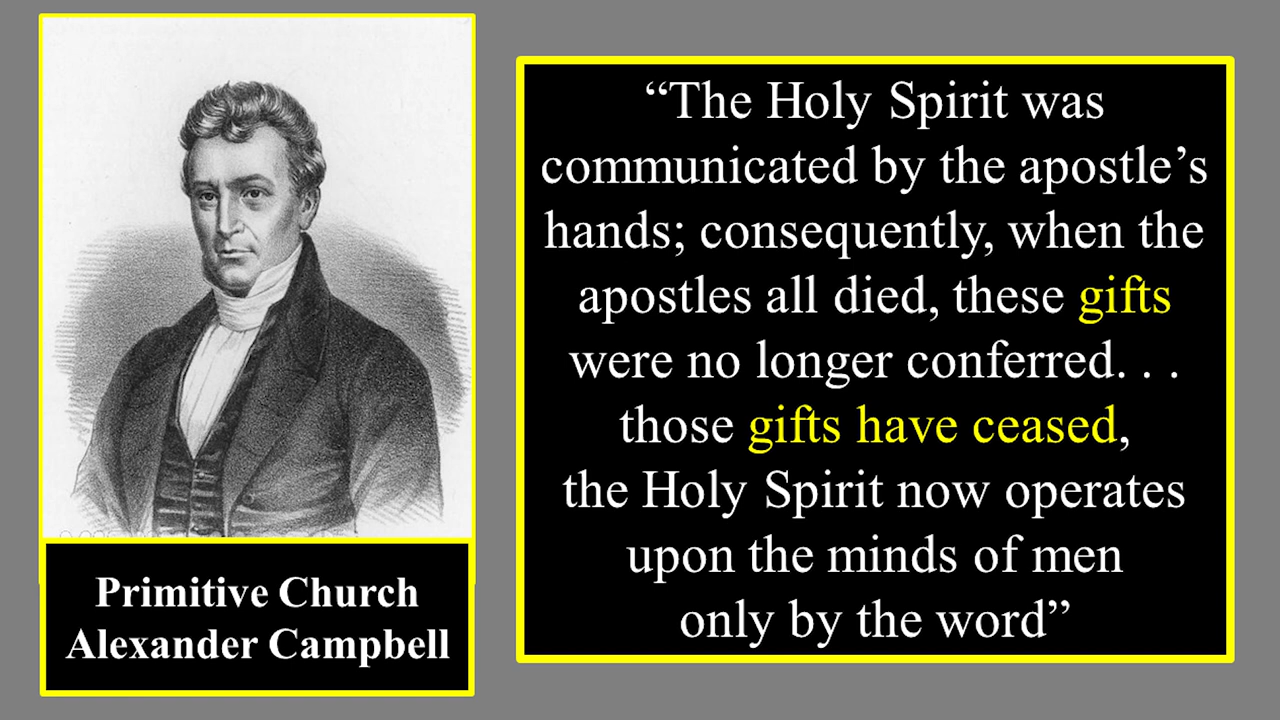 “The Holy Spirit was
communicated by the apostle’s
hands; consequently, when the
apostles all died, these gifts
were no longer conferred. . .
those gifts have ceased,
the Holy Spirit now operates
upon the minds of men
only by the word”
Primitive Church
Alexander Campbell